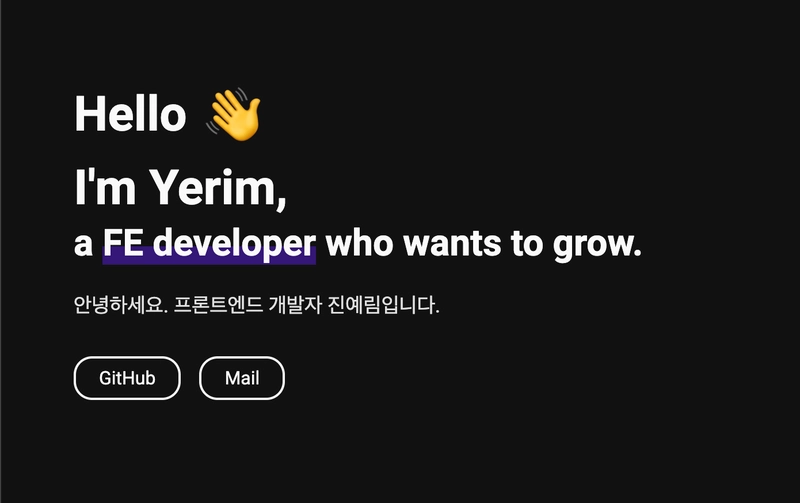 Hello 👋
I'm Yerim,
a FE developer who wants to grow.
안녕하세요. 프론트엔드 개발자 진예림입니다.
GitHub Mail